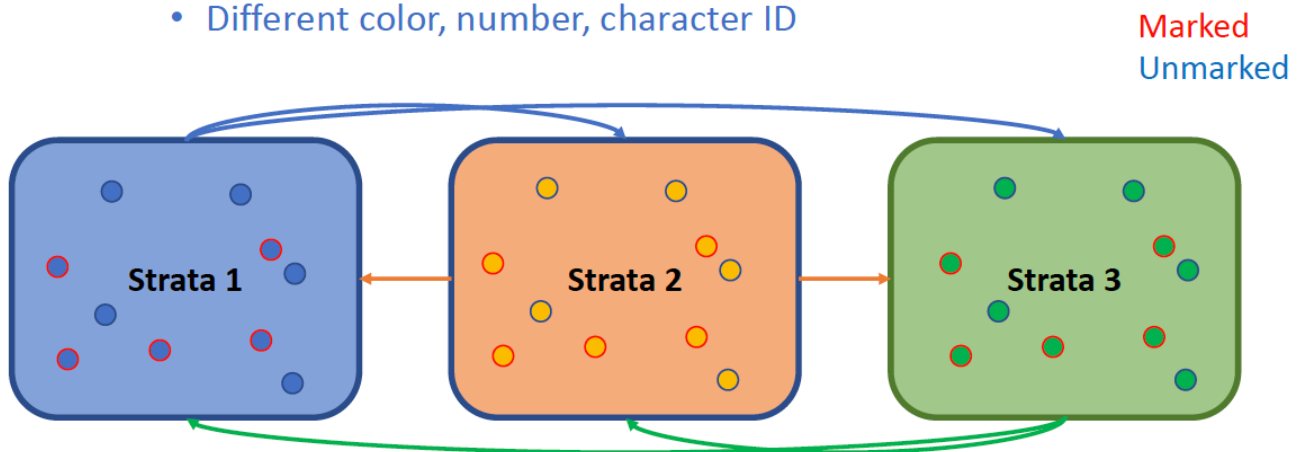 • Different color, number, character ID
Marked
Unmarked
Strata 1
Strata 2
Strata 3